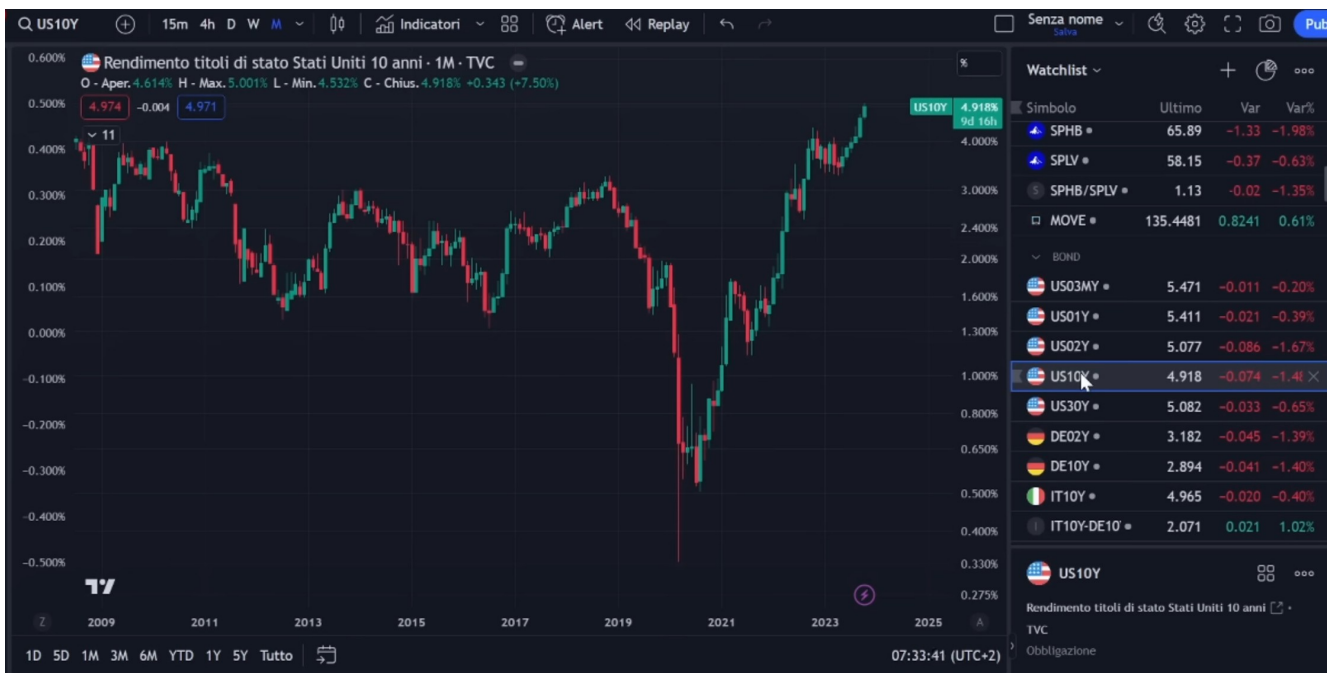 US10Y 15m 4h D W M Indicatori Alert Replay Senza nome Pub
Salva
Rendimento titoli di stato Stati Uniti 10 anni · 1M · TVC
O - Aper. 4.614% H - Max. 5.001% L - Min. 4.532% C - Chius. 4.918% +0.343 (+7.50%)
4.974 -0.004 4.971
11
0.600%
0.500%
0.400%
0.300%
0.200%
0.100%
0.000%
-0.100%
-0.200%
-0.300%
-0.400%
-0.500%
%
US10Y 4.918%
9d 16h
4.000%
3.000%
2.400%
2.000%
1.600%
1.300%
1.000%
0.800%
0.650%
0.500%
0.400%
0.330%
0.275%
Z 2009 2011 2013 2015 2017 2019 2021 2023 2025 A
1D 5D 1M 3M 6M YTD 1Y 5Y Tutto 07:33:41 (UTC+2)
Watchlist
Simbolo Ultimo Var Var%
SPHB 65.89 -1.33 -1.98%
SPLV 58.15 -0.37 -0.63%
S SPHB/SPLV 1.13 -0.02 -1.35%
MOVE 135.4481 0.8241 0.61%
BOND
US03MY 5.471 -0.011 -0.20%
US01Y 5.411 -0.021 -0.39%
US02Y 5.077 -0.086 -1.67%
US10Y 4.918 -0.074
US30Y 5.082 -0.033 -0.65%
DE02Y 3.182 -0.045 -1.39%
DE10Y 2.894 -0.041 -1.40%
IT10Y 4.965 -0.020 -0.40%
I IT10Y-DE10 2.071 0.021 1.02%
US10Y
Rendimento titoli di stato Stati Uniti 10 anni ·
TVC
Obbligazione